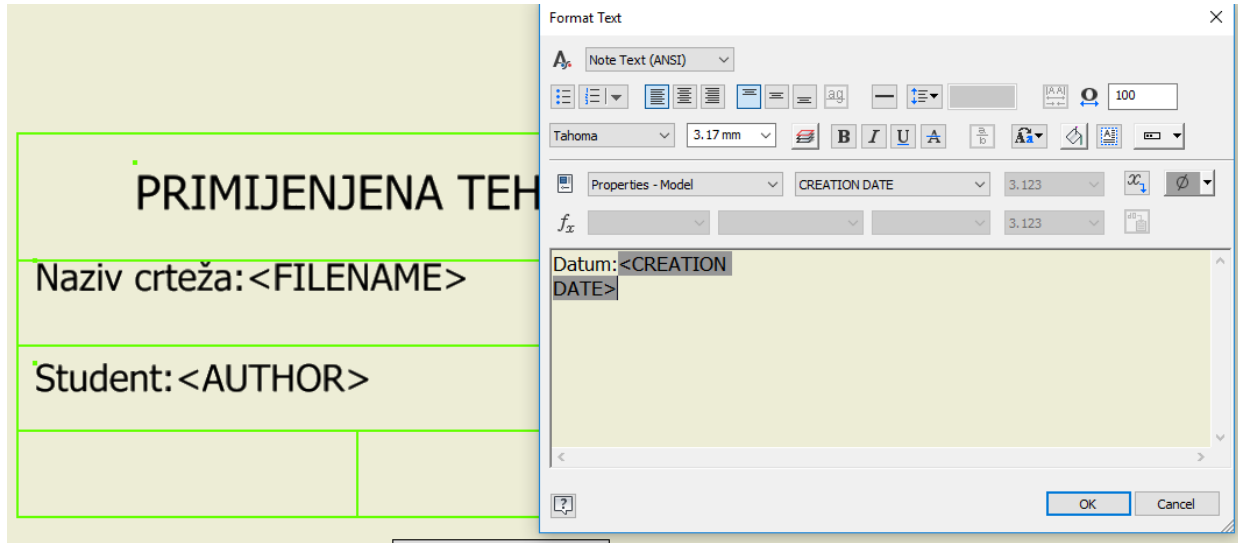 Format Text
Note Text (ANSI)
100
Tahoma
3.17 mm
B I U A
Properties - Model
CREATION DATE
3.123
3.123
Datum:<CREATION
DATE>
OK
Cancel
PRIMIJENJENA TEH
Naziv crteža:<FILENAME>
Student:<AUTHOR>